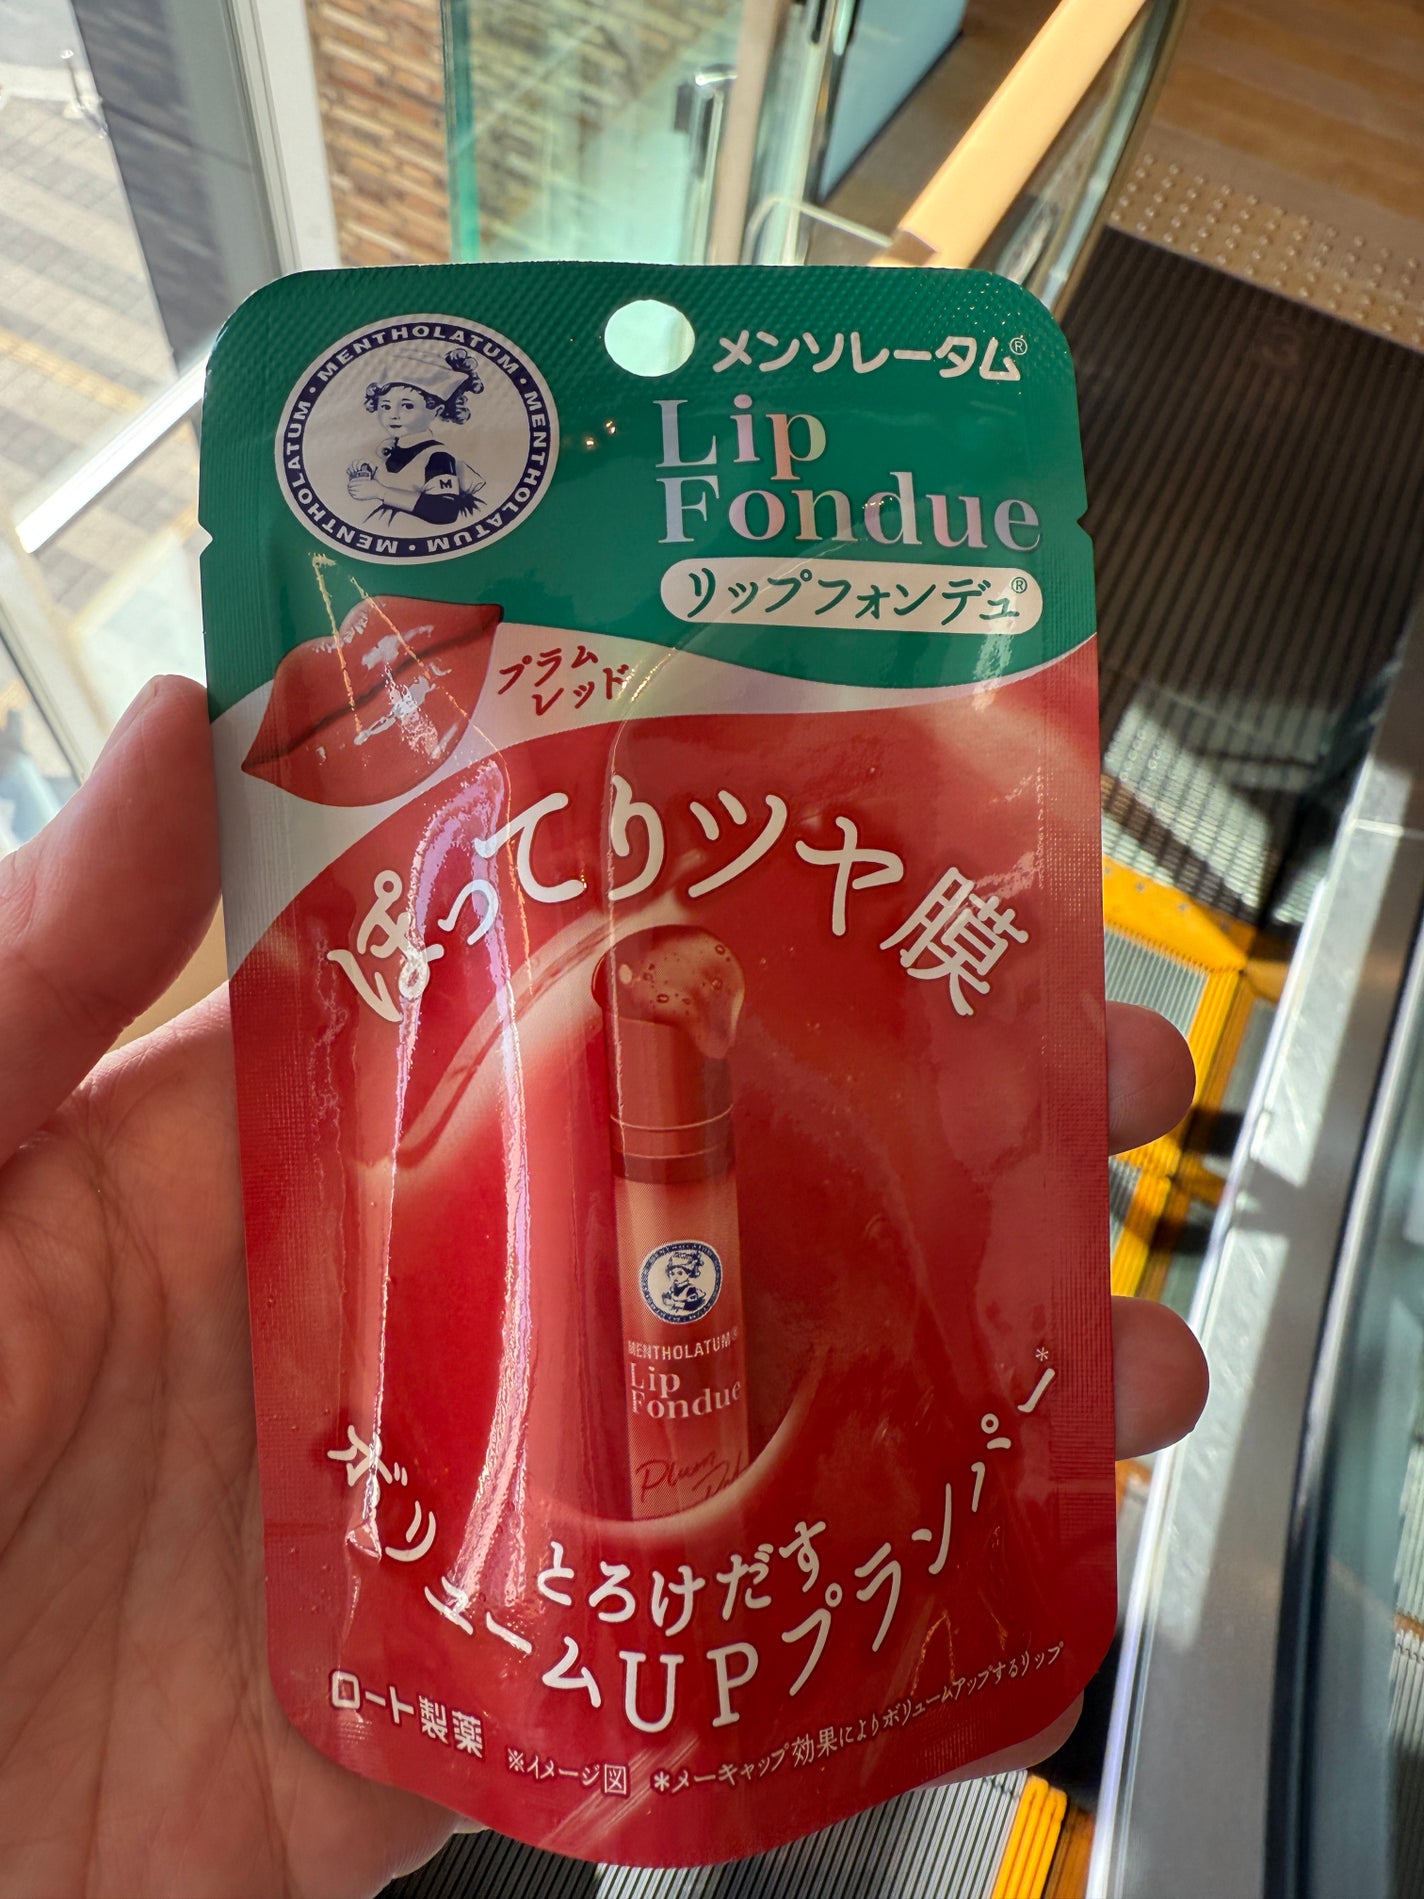 MENTHOLATUM · MENTHOLATUM · MENTHOLATUM · MENTHOLATUM ·
M
メンソレータム®
Lip
Fondue
リップフォンデュ®
プラム
レッド
ぽってりツヤ膜
MENTHOLATUM®
Lip
Fondue
Plum
Red
とろけだす
ボリュームUPプランパー*
ロート製薬
※イメージ図
*メーキャップ効果によりボリュームアップするリップ